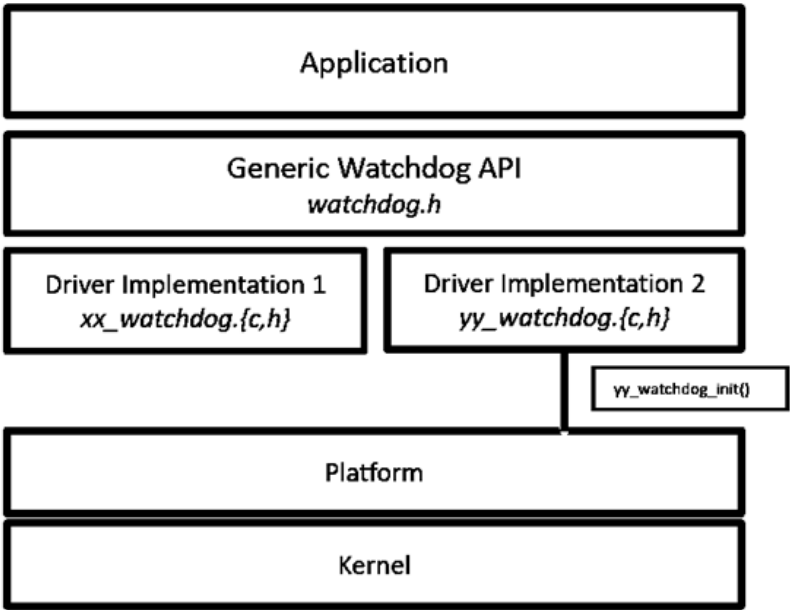 Application
Generic Watchdog API
watchdog.h
Driver Implementation 1
xx_watchdog.{c,h}
Driver Implementation 2
yy_watchdog.{c,h}
yy_watchdog_init()
Platform
Kernel